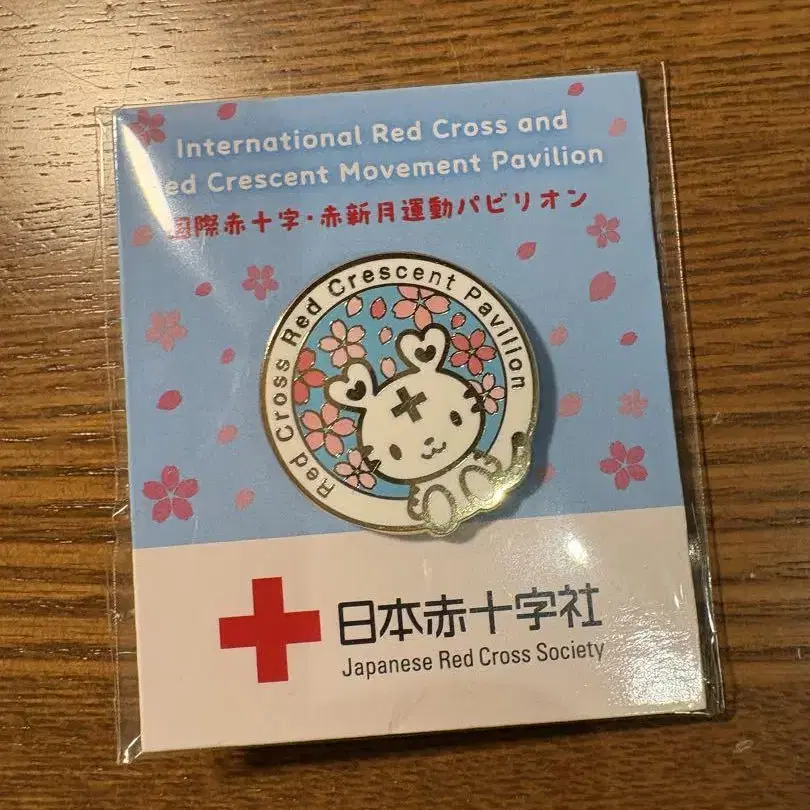 International Red Cross and
ed Crescent Movement Pavilion
国際赤十字・赤新月運動パビリオン
Red Cross Red Crescent Pavilion
日本赤十字社
Japanese Red Cross Society